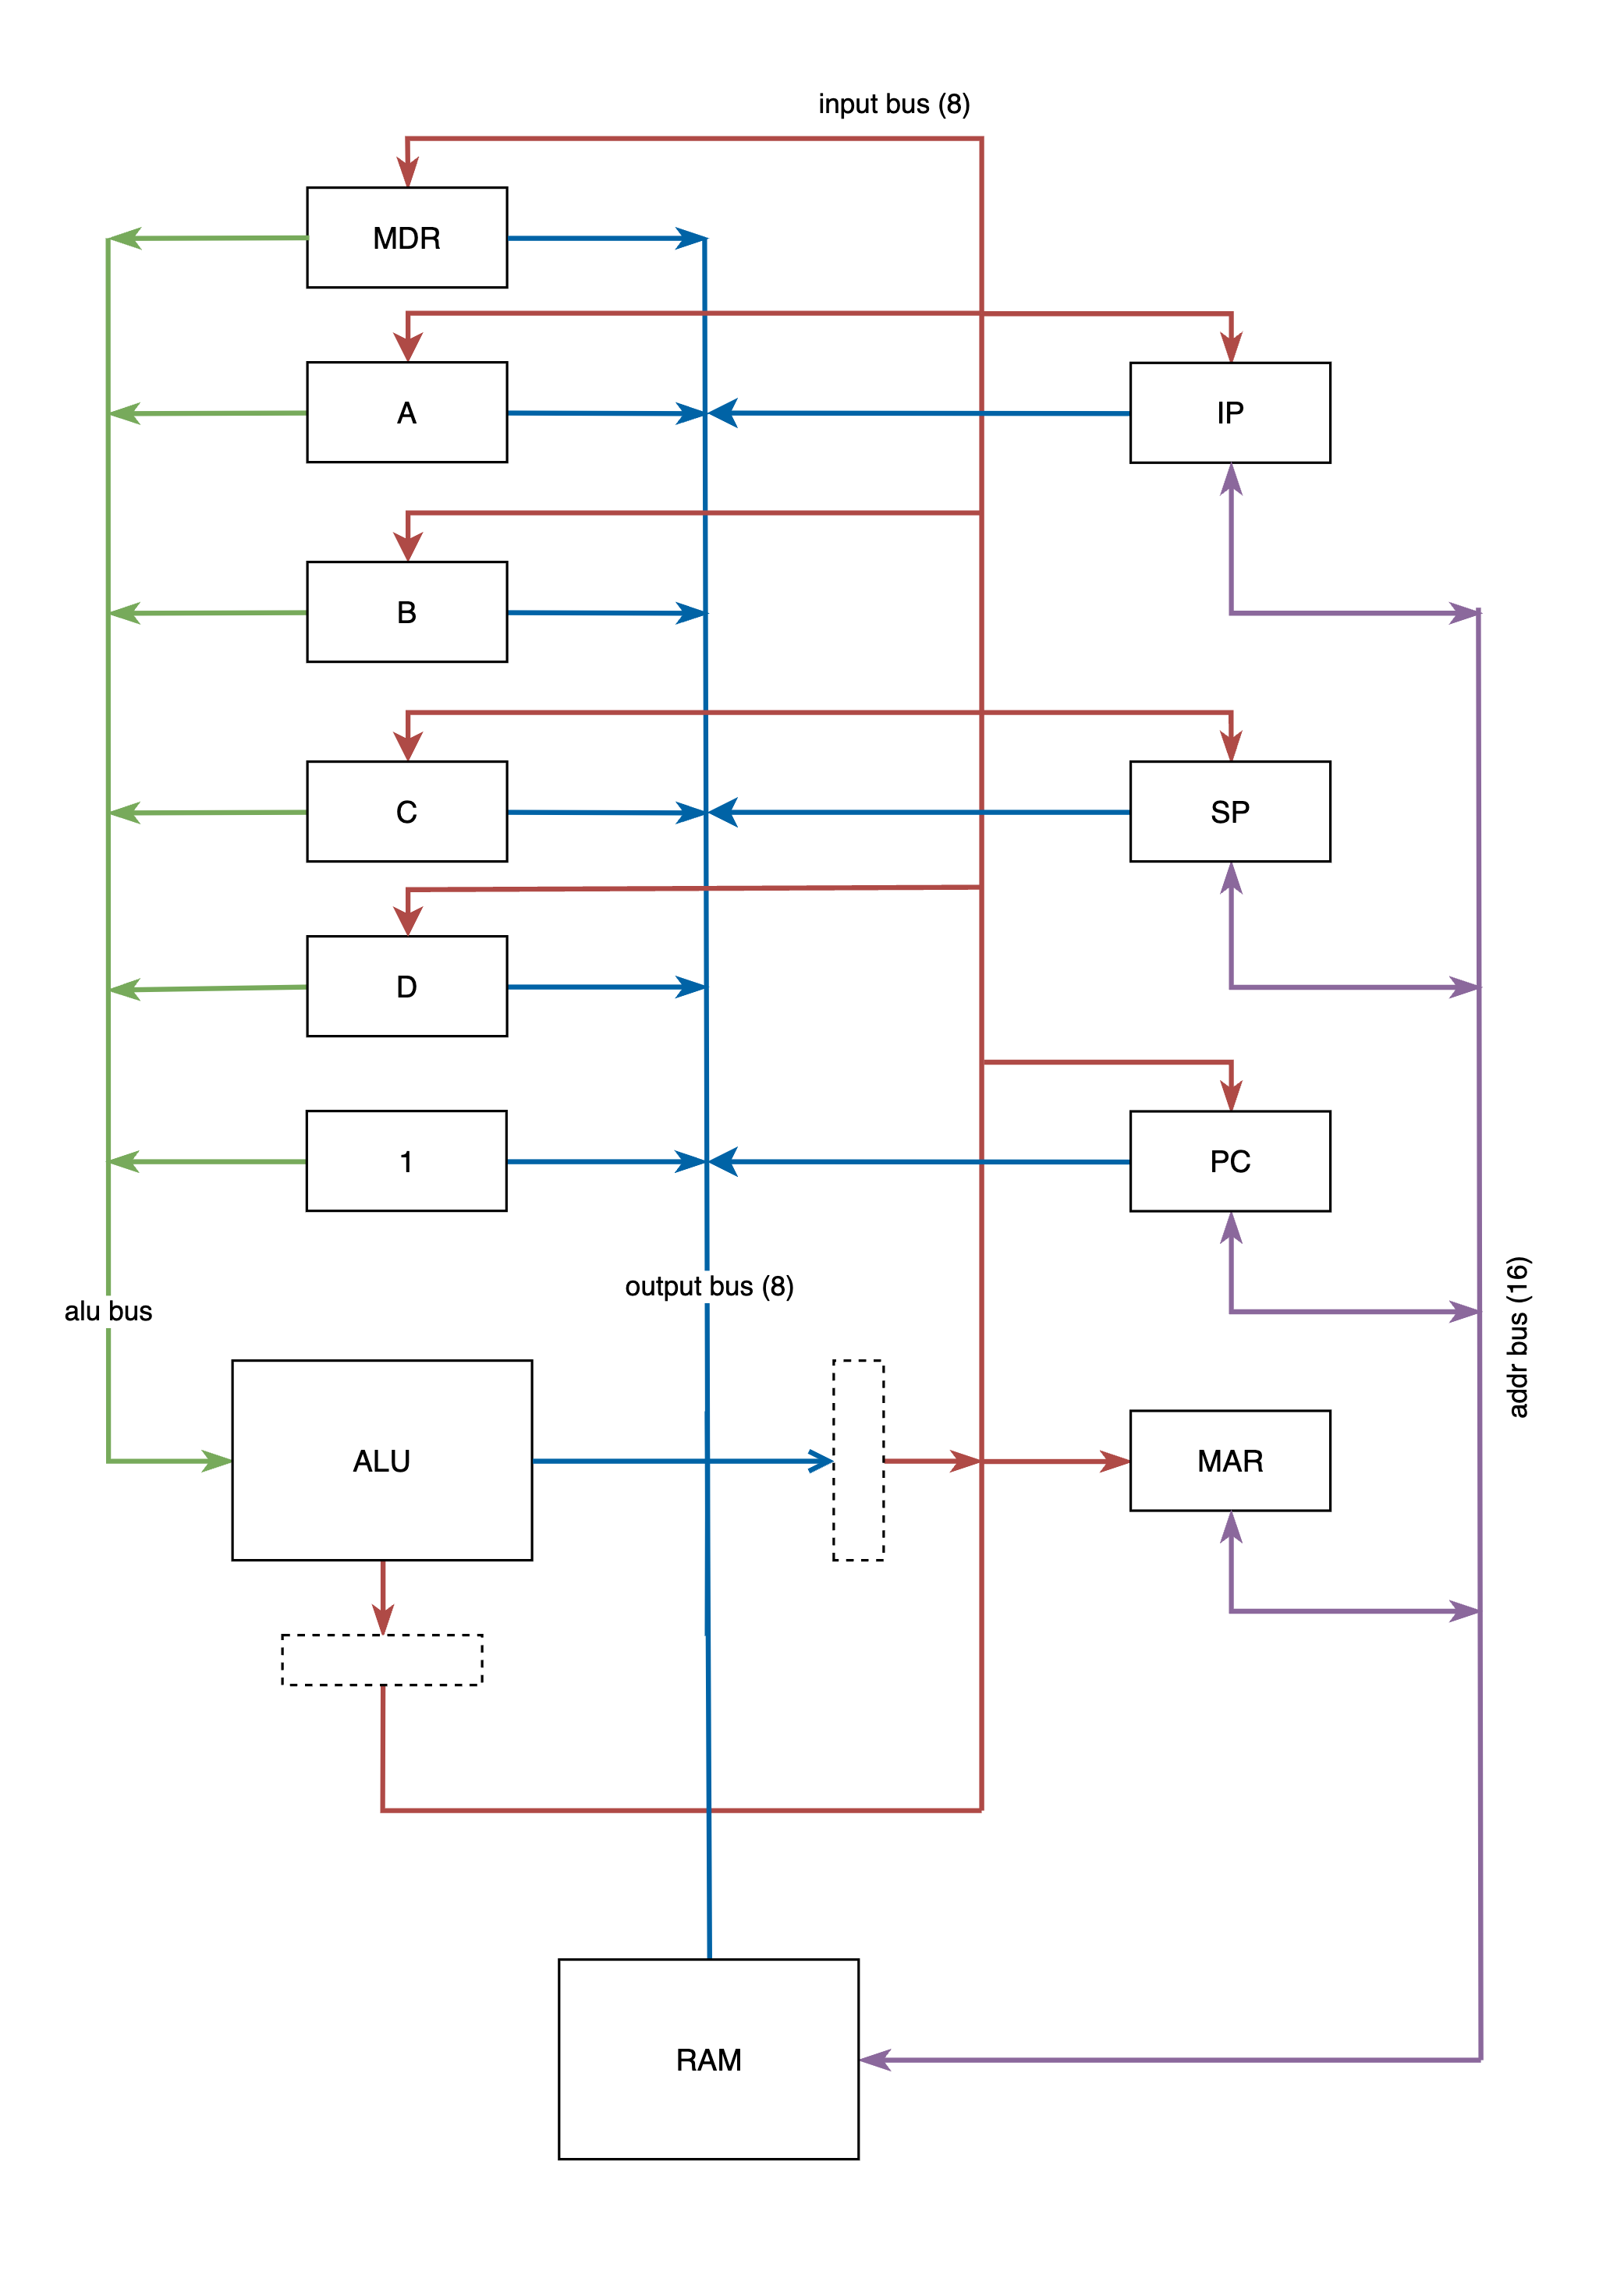 input bus (8)
MDR
A
IP
B
C
SP
D
1
PC
output bus (8)
alu bus
addr bus (16)
ALU
MAR
RAM